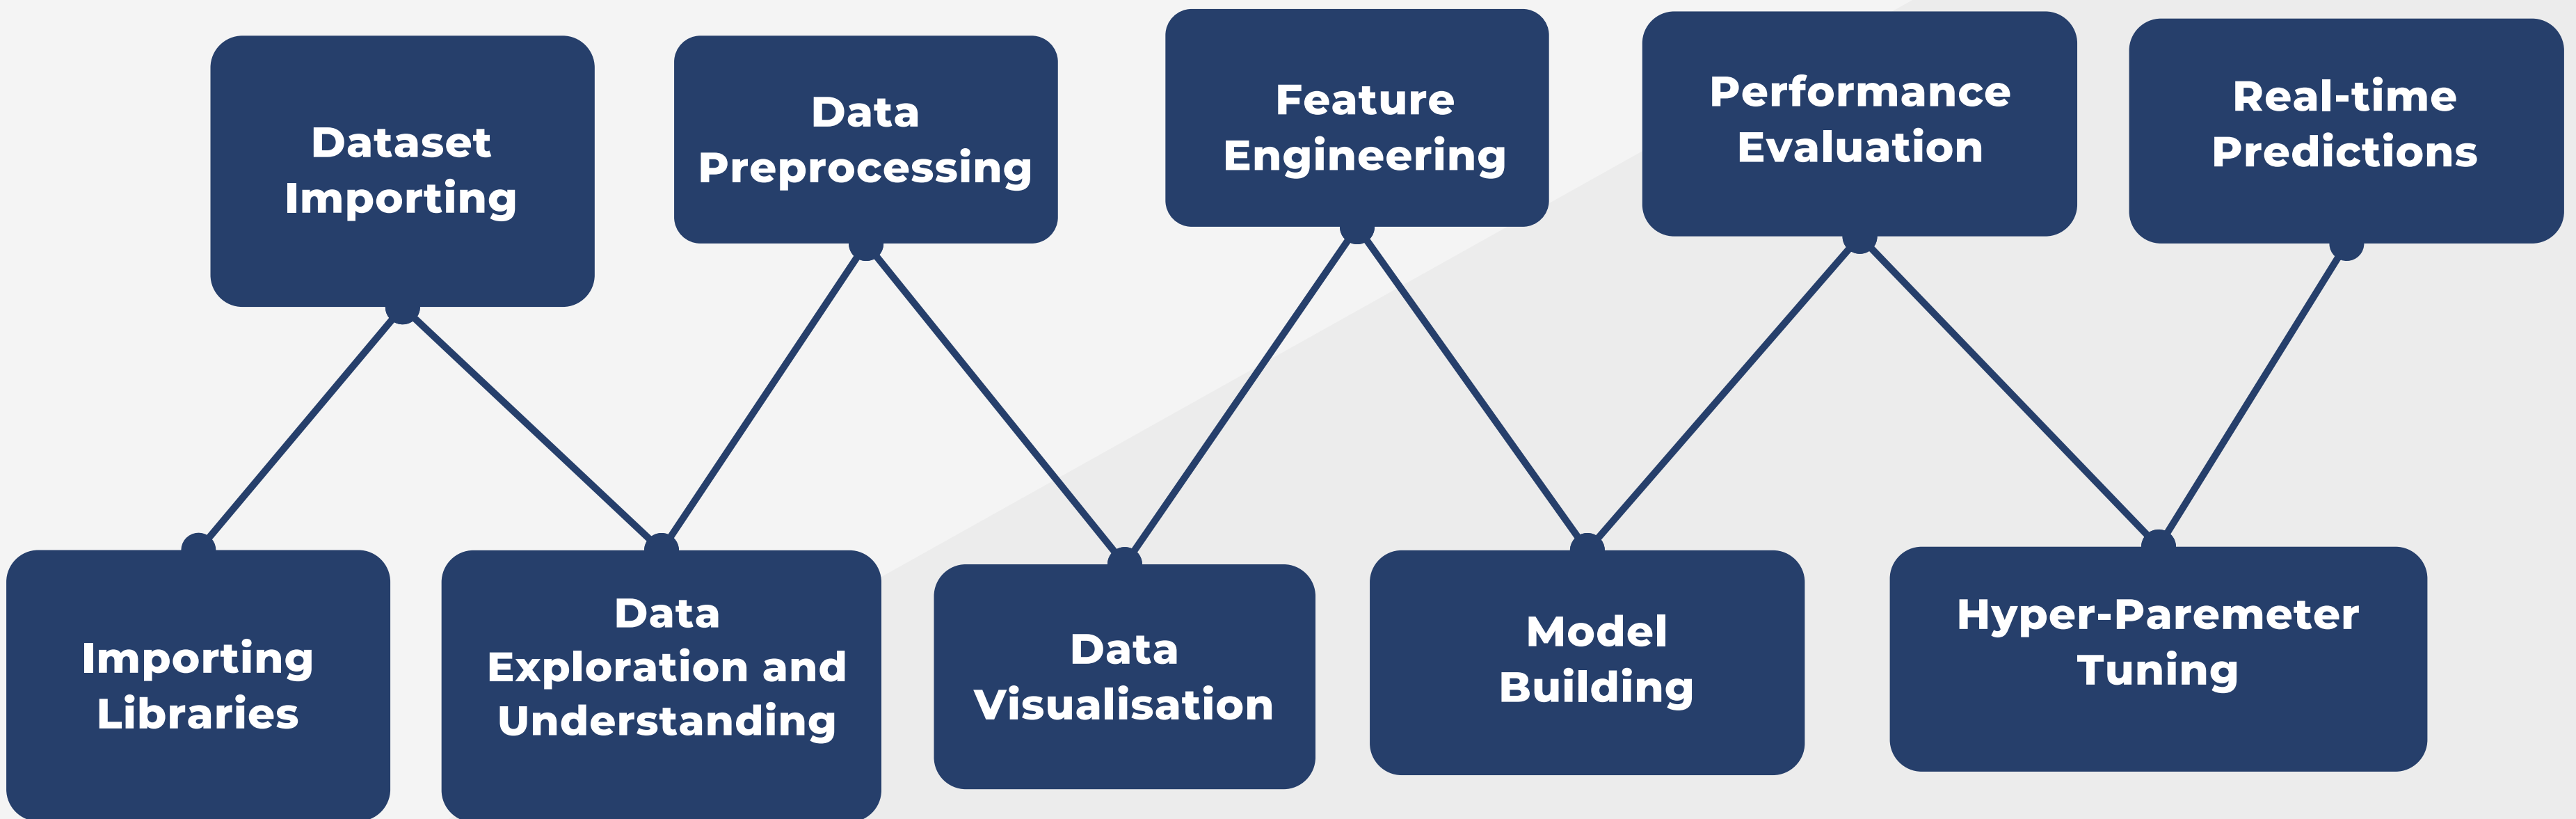 Dataset
Importing
Data
Preprocessing
Feature
Engineering
Performance
Evaluation
Real-time
Predictions
Importing
Libraries
Data
Exploration and
Understanding
Data
Visualisation
Model
Building
Hyper-Paremeter
Tuning